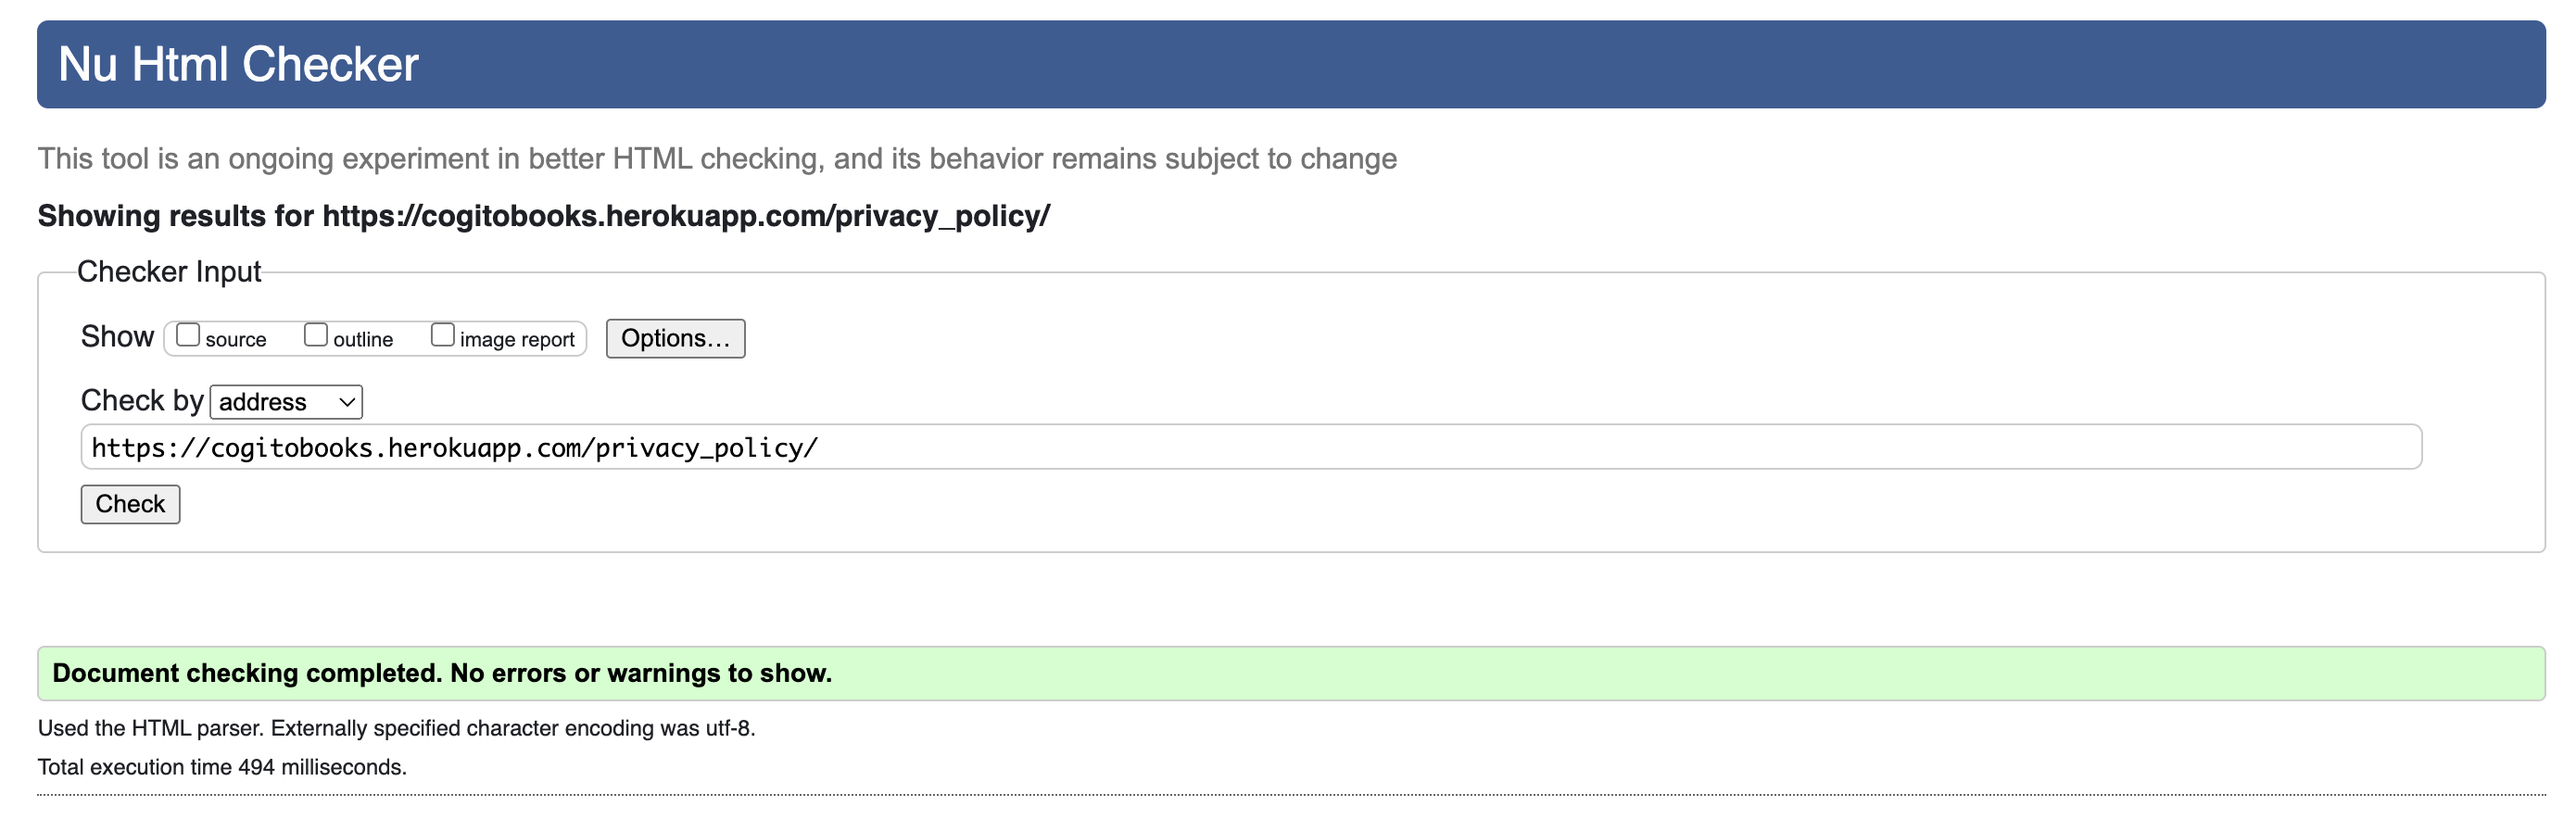 Nu Html Checker
This tool is an ongoing experiment in better HTML checking, and its behavior remains subject to change
Showing results for https://cogitobooks.herokuapp.com/privacy_policy/
Checker Input
Show source outline image report Options...
Check by address
https://cogitobooks.herokuapp.com/privacy_policy/
Check
Document checking completed. No errors or warnings to show.
Used the HTML parser. Externally specified character encoding was utf-8.
Total execution time 494 milliseconds.